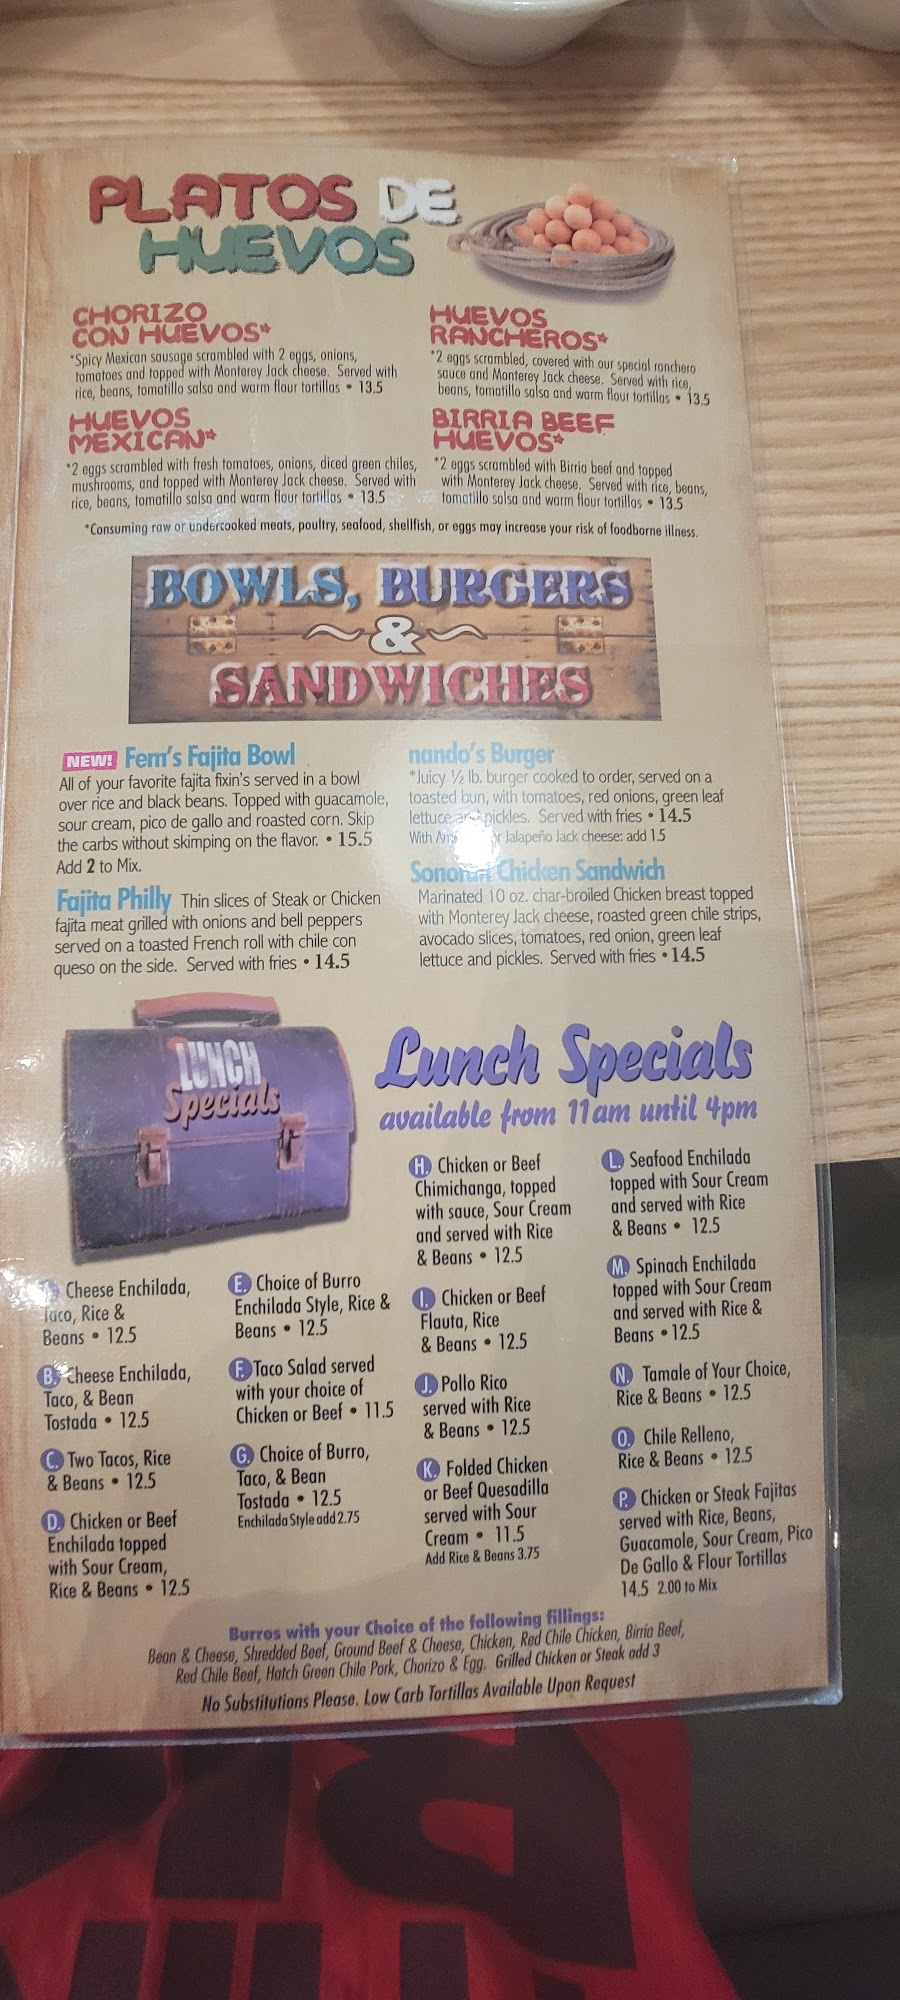 PLATOS DE
HUEVOS
CHORIZO
CON HUEVOS*
*Spicy Mexican sausage scrambled with 2 eggs, onions,
tomatoes and topped with Monterey Jack cheese. Served with
rice, beans, tomatillo salsa and warm flour tortillas • 13.5
HUEVOS
MEXICAN*
*2 eggs scrambled with fresh tomatoes, onions, diced green chiles,
mushrooms, and topped with Monterey Jack cheese. Served with
rice, beans, tomatillo salsa and warm flour tortillas • 13.5
HUEVOS
RANCHEROS*
*2 eggs scrambled, covered with our special ranchero
sauce and Monterey Jack cheese. Served with rice,
beans, tomatillo salsa and warm flour tortillas • 13.5
BIRRIA BEEF
HUEVOS*
*2 eggs scrambled with Birria beef and topped
with Monterey Jack cheese. Served with rice, beans,
tomatillo salsa and warm flour tortillas • 13.5
*Consuming raw or undercooked meats, poultry, seafood, shellfish, or eggs may increase your risk of foodborne illness.
BOWLS, BURGERS
&
SANDWICHES
NEW! Fern's Fajita Bowl
All of your favorite fajita fixin's served in a bowl
over rice and black beans. Topped with guacamole,
sour cream, pico de gallo and roasted corn. Skip
the carbs without skimping on the flavor. • 15.5
Add 2 to Mix.
Fajita Philly Thin slices of Steak or Chicken
fajita meat grilled with onions and bell peppers
served on a toasted French roll with chile con
queso on the side. Served with fries • 14.5
nando's Burger
*Juicy ½ lb. burger cooked to order, served on a
toasted bun, with tomatoes, red onions, green leaf
lettuce and pickles. Served with fries • 14.5
With or Jalapeño Jack cheese: add 1.5
Sonoran Chicken Sandwich
Marinated 10 oz. char-broiled Chicken breast topped
with Monterey Jack cheese, roasted green chile strips,
avocado slices, tomatoes, red onion, green leaf
lettuce and pickles. Served with fries • 14.5
LUNCH
Specials
Lunch Specials
available from 11am until 4pm
Cheese Enchilada,
Taco, Rice &
Beans • 12.5
B. Cheese Enchilada,
Taco, & Bean
Tostada • 12.5
C. Two Tacos, Rice
& Beans • 12.5
D. Chicken or Beef
Enchilada topped
with Sour Cream,
Rice & Beans • 12.5
E. Choice of Burro
Enchilada Style, Rice &
Beans • 12.5
F. Taco Salad served
with your choice of
Chicken or Beef • 11.5
G. Choice of Burro,
Taco, & Bean
Tostada • 12.5
Enchilada Style add 2.75
H. Chicken or Beef
Chimichanga, topped
with sauce, Sour Cream
and served with Rice
& Beans • 12.5
I. Chicken or Beef
Flauta, Rice
& Beans • 12.5
J. Pollo Rico
served with Rice
& Beans • 12.5
K. Folded Chicken
or Beef Quesadilla
served with Sour
Cream • 11.5
Add Rice & Beans 3.75
L. Seafood Enchilada
topped with Sour Cream
and served with Rice
& Beans • 12.5
M. Spinach Enchilada
topped with Sour Cream
and served with Rice &
Beans • 12.5
N. Tamale of Your Choice,
Rice & Beans • 12.5
O. Chile Relleno,
Rice & Beans • 12.5
P. Chicken or Steak Fajitas
served with Rice, Beans,
Guacamole, Sour Cream, Pico
De Gallo & Flour Tortillas
14.5 2.00 to Mix
Burros with your Choice of the following fillings:
Bean & Cheese, Shredded Beef, Ground Beef & Cheese, Chicken, Red Chile Chicken, Birria Beef,
Red Chile Beef, Hatch Green Chile Pork, Chorizo & Egg. Grilled Chicken or Steak add 3
No Substitutions Please. Low Carb Tortillas Available Upon Request